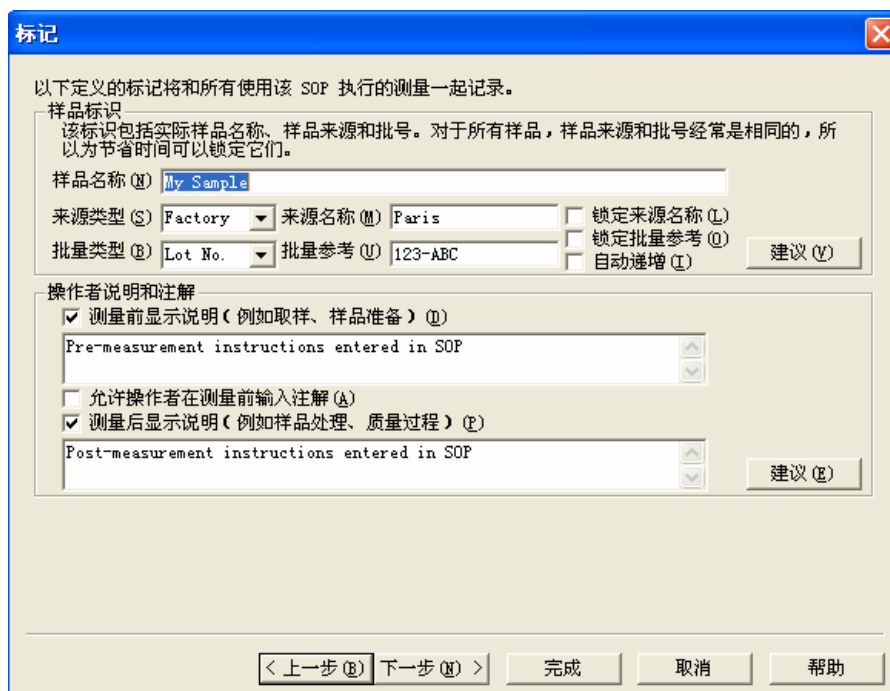 标记
以下定义的标记将和所有使用该 SOP 执行的测量一起记录。
样品标识
该标识包括实际样品名称、样品来源和批号。对于所有样品，样品来源和批号经常是相同的，所
以为节省时间可以锁定它们。
样品名称(N) My Sample
来源类型(S) Factory 来源名称(M) Paris 锁定来源名称(L)
锁定批量参考(O)
批量类型(B) Lot No. 批量参考(U) 123-ABC 自动递增(I) 建议(V)
操作者说明和注解
测量前显示说明(例如取样、样品准备)(D)
Pre-measurement instructions entered in SOP
允许操作者在测量前输入注解(A)
测量后显示说明(例如样品处理、质量过程)(P)
Post-measurement instructions entered in SOP
建议(E)
< 上一步(B) 下一步(N) > 完成 取消 帮助